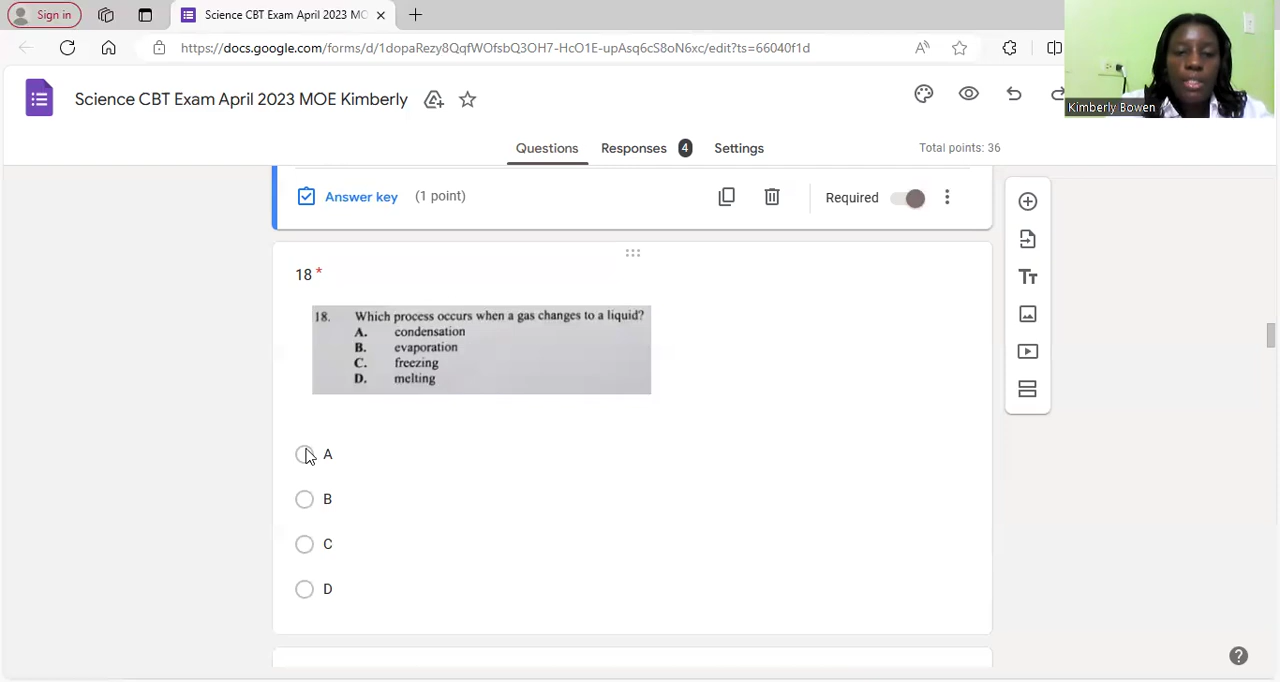 Sign in
Science CBT Exam April 2023 MO
https://docs.google.com/forms/d/1dopaRezy8QqfWOfsbQ3OH7-HcO1E-upAsq6cS8oN6xc/edit?ts=66040f1d
Kimberly Bowen
Science CBT Exam April 2023 MOE Kimberly
Questions Responses 4 Settings Total points: 36
Answer key (1 point) Required
18 *
18. Which process occurs when a gas changes to a liquid?
A. condensation
B. evaporation
C. freezing
D. melting
A
B
C
D